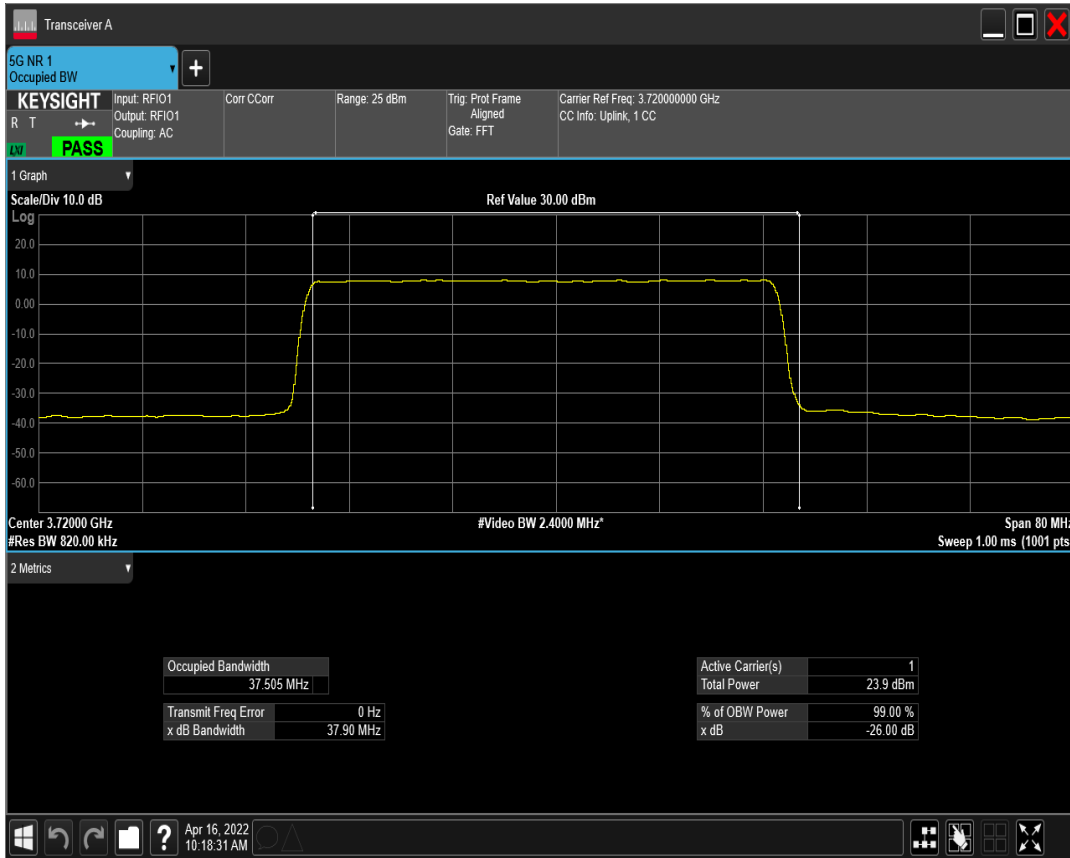 Transceiver A
5G NR 1
Occupied BW
KEYSIGHT
R T
LXI
PASS
Input: RFIO1
Output: RFIO1
Coupling: AC
Corr CCorr
Range: 25 dBm
Trig: Prot Frame
Aligned
Gate: FFT
Carrier Ref Freq: 3.720000000 GHz
CC Info: Uplink, 1 CC
1 Graph
Scale/Div 10.0 dB
Ref Value 30.00 dBm
Log
20.0
10.0
0.00
-10.0
-20.0
-30.0
-40.0
-50.0
-60.0
Center 3.72000 GHz
#Video BW 2.4000 MHz*
Span 80 MHz
#Res BW 820.00 kHz
Sweep 1.00 ms (1001 pts
2 Metrics
Occupied Bandwidth
37.505 MHz
Transmit Freq Error 0 Hz
x dB Bandwidth 37.90 MHz
Active Carrier(s) 1
Total Power 23.9 dBm
% of OBW Power 99.00 %
x dB -26.00 dB
Apr 16, 2022
10:18:31 AM